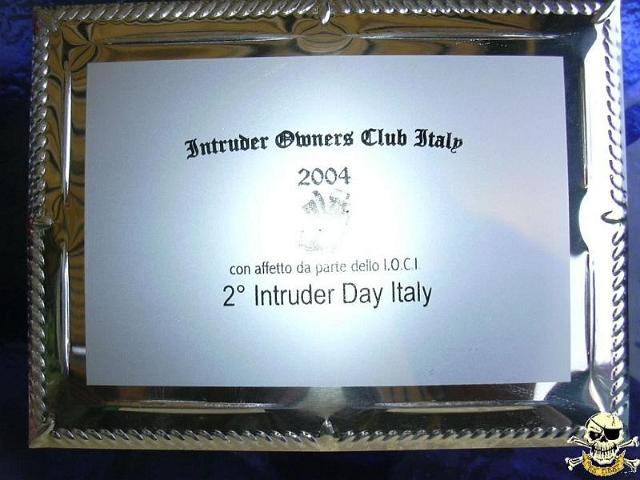 Intruder Owners Club Italy
2004
con affetto da parte dello I.O.C.I
2° Intruder Day Italy